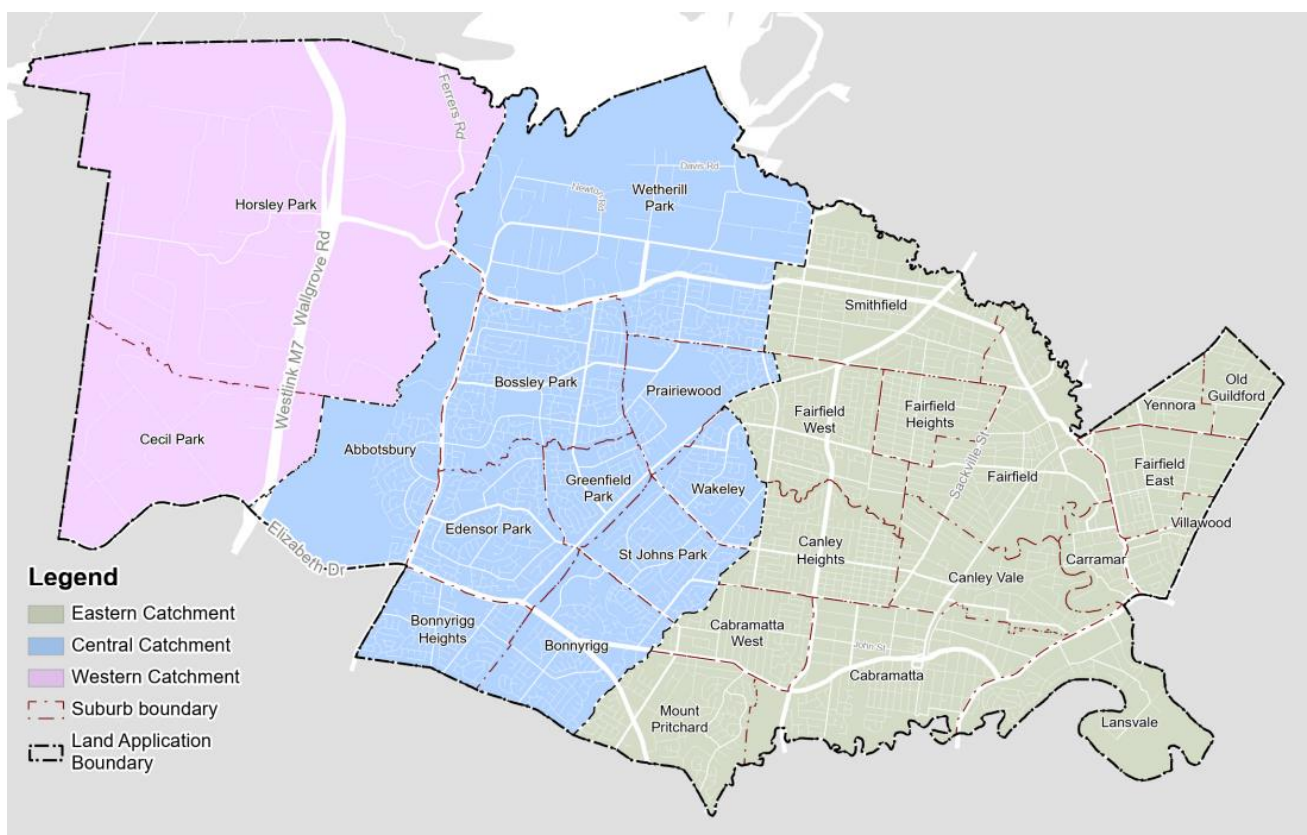 Ferrers Rd
Davis Rd
Newton Rd
Wetherill
Park
Horsley Park
Westlink M7 Wallgrove Rd
Smithfield
Bossley Park
Prairiewood
Old
Guildford
Yennora
Fairfield
West
Fairfield
Heights
Cecil Park
Abbotsbury
Sackville St
Fairfield
Fairfield
East
Greenfield
Park
Wakeley
Villawood
Edensor Park
St Johns Park
Canley
Heights
Canley Vale
Carramar
Elizabeth Dr
Bonnyrigg
Heights
Bonnyrigg
Cabramatta
West
John St
Cabramatta
Mount
Pritchard
Lansvale
Legend
Eastern Catchment
Central Catchment
Western Catchment
Suburb boundary
Land Application
Boundary